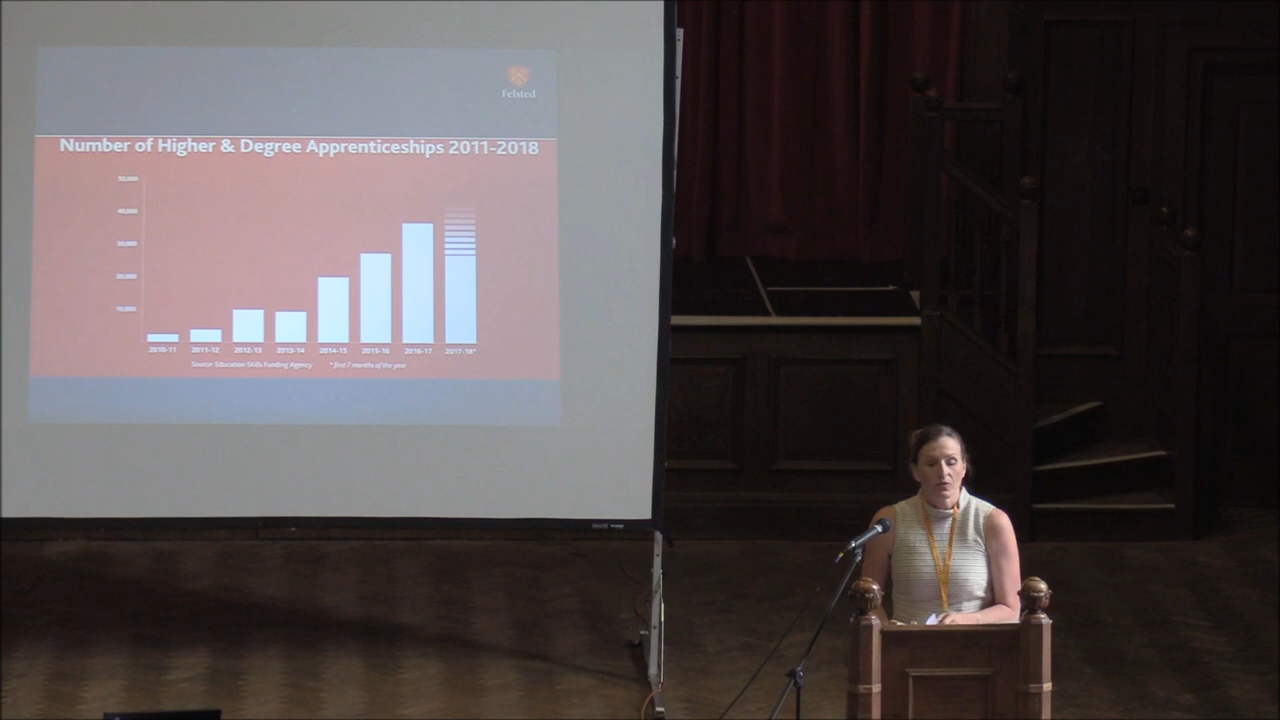 Felsted
Number of Higher & Degree Apprenticeships 2011-2018
50,000
40,000
30,000
20,000
10,000
2010-11 2011-12 2012-13 2013-14 2014-15 2015-16 2016-17 2017-18*
Source: Education Skills Funding Agency *first 7 months of the year